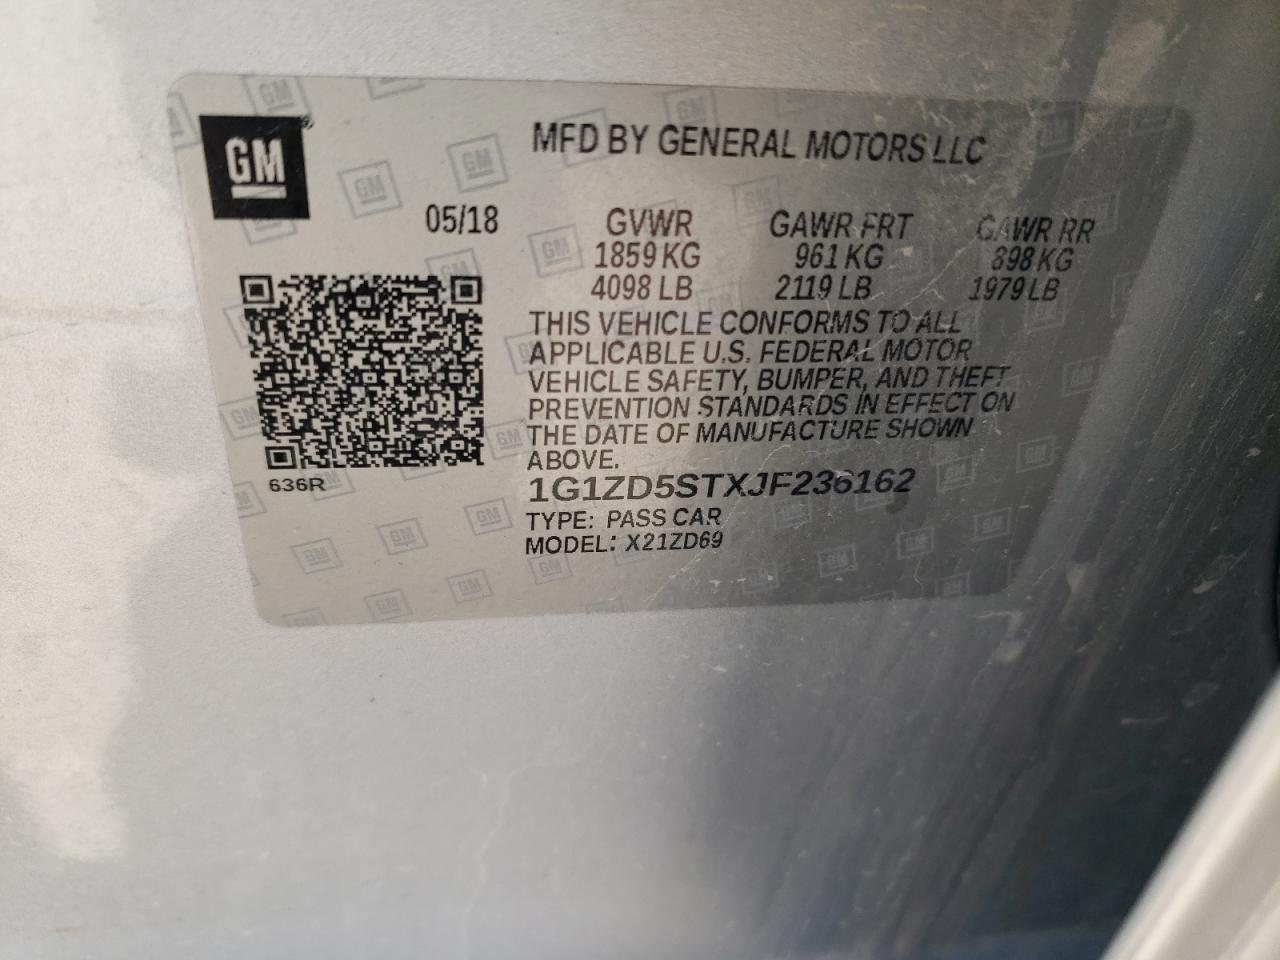 GM
MFD BY GENERAL MOTORS LLC
05/18
GVWR GAWR FRT GAWR RR
1859 KG 961 KG 898 KG
4098 LB 2119 LB 1979 LB
THIS VEHICLE CONFORMS TO ALL
APPLICABLE U.S. FEDERAL MOTOR
VEHICLE SAFETY, BUMPER, AND THEFT
PREVENTION STANDARDS IN EFFECT ON
THE DATE OF MANUFACTURE SHOWN
ABOVE.
636R
1G1ZD5STXJF236162
TYPE: PASS CAR
MODEL: X21ZD69